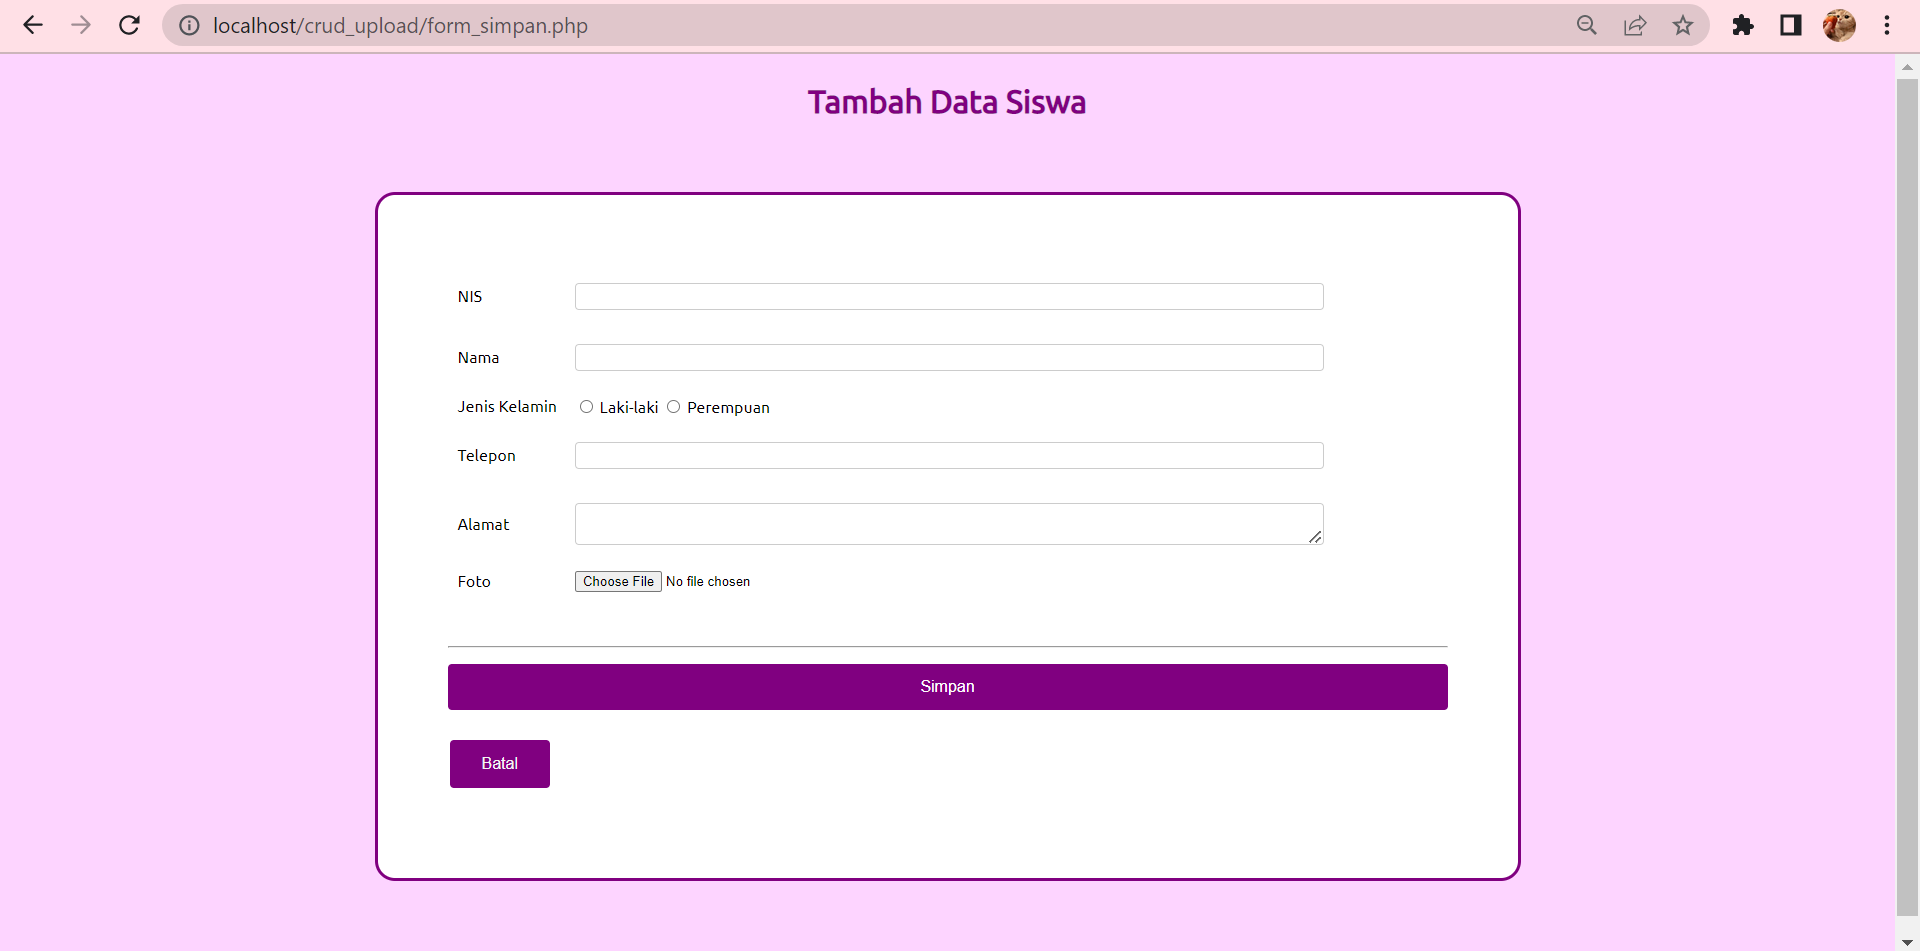 localhost/crud_upload/form_simpan.php
Tambah Data Siswa
NIS
Nama
Jenis Kelamin Laki-laki Perempuan
Telepon
Alamat
Foto Choose File No file chosen
Simpan
Batal